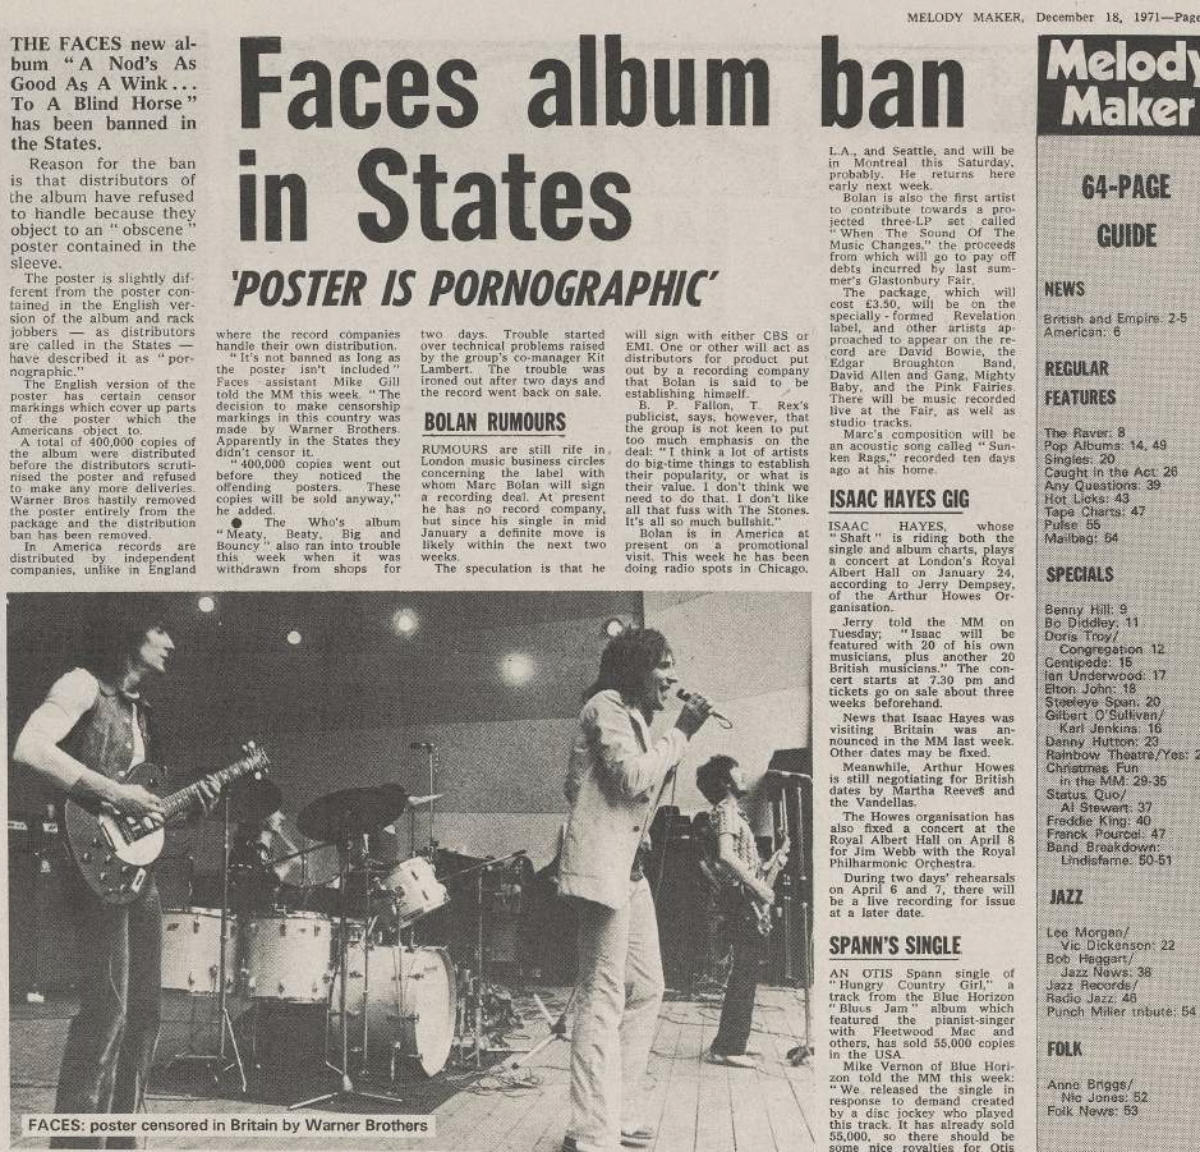 MELODY MAKER, December 18, 1971—Page
Faces album ban
in States
'POSTER IS PORNOGRAPHIC'
THE FACES new al-
bum "A Nod's As
Good As A Wink...
To A Blind Horse"
has been banned in
the States.
Reason for the ban
is that distributors of
the album have refused
to handle because they
object to an "obscene"
poster contained in the
sleeve.
The poster is slightly dif-
ferent from the poster con-
tained in the English ver-
sion of the album and rack
jobbers — as distributors
are called in the States —
have described it as "por-
nographic."
The English version of the
poster has certain censor
markings which cover up parts
of the poster which the
Americans object to.
A total of 400,000 copies of
the album were distributed
before the distributors scruti-
nised the poster and refused
to make any more deliveries.
Warner Bros hastily removed
the poster entirely from the
package and the distribution
ban has been removed.
In America records are
distributed by independent
companies, unlike in England
where the record companies
handle their own distribution.
"It's not banned as long as
the poster isn't included"
Faces assistant Mike Gill
told the MM this week. "The
decision to make censorship
markings in this country was
made by Warner Brothers.
Apparently in the States they
didn't censor it.
"400,000 copies went out
before they noticed the
offending posters. These
copies will be sold anyway,"
he added.
● The Who's album
"Meaty, Beaty, Big and
Bouncy" also ran into trouble
this week when it was
withdrawn from shops for
two days. Trouble started
over technical problems raised
by the group's co-manager Kit
Lambert. The trouble was
ironed out after two days and
the record went back on sale.
BOLAN RUMOURS
RUMOURS are still rife in
London music business circles
concerning the label with
whom Marc Bolan will sign
a recording deal. At present
he has no record company,
but since his single in mid
January a definite move is
likely within the next two
weeks.
The speculation is that he
will sign with either CBS or
EMI. One or other will act as
distributors for product put
out by a recording company
that Bolan is said to be
establishing himself.
B. P. Fallon, T. Rex's
publicist, says, however, that
the group is not keen to put
too much emphasis on the
deal: "I think a lot of artists
do big-time things to establish
their popularity, or what is
their value. I don't think we
need to do that. I don't like
all that fuss with The Stones.
It's all so much bullshit."
Bolan is in America at
present on a promotional
visit. This week he has been
doing radio spots in Chicago,
L.A., and Seattle, and will be
in Montreal this Saturday,
probably. He returns here
early next week.
Bolan is also the first artist
to contribute towards a pro-
jected three-LP set called
"When The Sound Of The
Music Changes," the proceeds
from which will go to pay off
debts incurred by last sum-
mer's Glastonbury Fair.
The package, which will
cost £3.50, will be on the
specially-formed Revelation
label, and other artists ap-
proached to appear on the re-
cord are David Bowie, the
Edgar Broughton Band,
David Allen and Gang, Mighty
Baby, and the Pink Fairies.
There will be music recorded
live at the Fair, as well as
studio tracks.
Marc's composition will be
an acoustic song called "Sun-
ken Rags," recorded ten days
ago at his home.
ISAAC HAYES GIG
ISAAC HAYES, whose
"Shaft" is riding both the
single and album charts, plays
a concert at London's Royal
Albert Hall on January 24,
according to Jerry Dempsey,
of the Arthur Howes Or-
ganisation.
Jerry told the MM on
Tuesday; "Isaac will be
featured with 20 of his own
musicians, plus another 20
British musicians." The con-
cert starts at 7.30 pm and
tickets go on sale about three
weeks beforehand.
News that Isaac Hayes was
visiting Britain was an-
nounced in the MM last week.
Other dates may be fixed.
Meanwhile, Arthur Howes
is still negotiating for British
dates by Martha Reeves and
the Vandellas.
The Howes organisation has
also fixed a concert at the
Royal Albert Hall on April 8
for Jim Webb with the Royal
Philharmonic Orchestra.
During two days' rehearsals
on April 6 and 7, there will
be a live recording for issue
at a later date.
SPANN'S SINGLE
AN OTIS Spann single of
"Hungry Country Girl," a
track from the Blue Horizon
"Blues Jam" album which
featured the pianist-singer
with Fleetwood Mac and
others, has sold 55,000 copies
in the USA.
Mike Vernon of Blue Hori-
zon told the MM this week:
"We released the single in
response to demand created
by a disc jockey who played
this track. It has already sold
55,000, so there should be
some nice royalties for Otis
FACES: poster censored in Britain by Warner Brothers
Melody
Maker
64-PAGE
GUIDE
NEWS
British and Empire: 2-5
American: 6
REGULAR
FEATURES
The Raver: 8
Pop Albums: 14, 49
Singles: 20
Caught in the Act: 26
Any Questions: 39
Hot Licks: 43
Tape Charts: 47
Pulse 55
Mailbag: 64
SPECIALS
Benny Hill: 9
Bo Diddley: 11
Doris Troy/
Congregation 12
Centipede: 15
Ian Underwood: 17
Elton John: 18
Steeleye Span: 20
Gilbert O'Sullivan/
Karl Jenkins: 16
Danny Hutton: 23
Rainbow Theatre/Yes: 2
Christmas Fun
in the MM: 29-35
Status Quo/
Al Stewart: 37
Freddie King: 40
Franck Pourcel: 47
Band Breakdown:
Lindisfarne: 50-51
JAZZ
Lee Morgan/
Vic Dickenson: 22
Bob Haggart/
Jazz News: 38
Jazz Records/
Radio Jazz: 46
Punch Miller tribute: 54
FOLK
Anne Briggs/
Nic Jones: 52
Folk News: 53